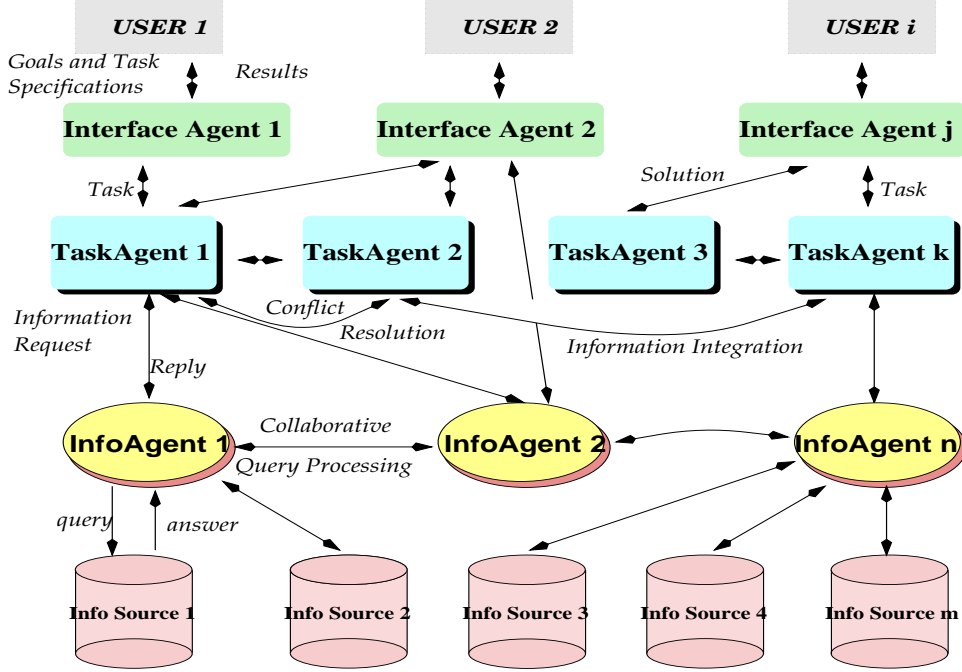 USER 1
USER 2
USER i
Goals and Task
Specifications
Results
Interface Agent 1
Interface Agent 2
Interface Agent j
Task
Solution
Task
TaskAgent 1
TaskAgent 2
TaskAgent 3
TaskAgent k
Information
Request
Conflict
Resolution
Information Integration
Reply
InfoAgent 1
Collaborative
Query Processing
InfoAgent 2
InfoAgent n
query
answer
Info Source 1
Info Source 2
Info Source 3
Info Source 4
Info Source m